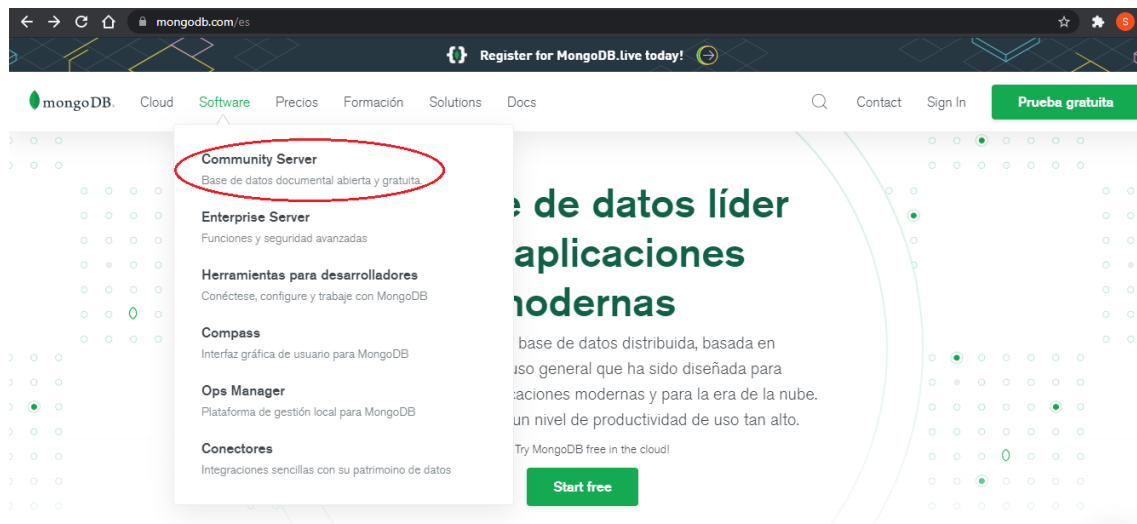 mongodb.com/es
S
Register for MongoDB.live today!
mongoDB. Cloud Software Precios Formación Solutions Docs Contact Sign In Prueba gratuita
Community Server
Base de datos documental abierta y gratuita
Enterprise Server
Funciones y seguridad avanzadas
Herramientas para desarrolladores
Conéctese, configure y trabaje con MongoDB
Compass
Interfaz gráfica de usuario para MongoDB
Ops Manager
Plataforma de gestión local para MongoDB
Conectores
Integraciones sencillas con su patrimoino de datos
de datos líder
aplicaciones
odernas
base de datos distribuida, basada en
uso general que ha sido diseñada para
caciones modernas y para la era de la nube.
un nivel de productividad de uso tan alto.
Try MongoDB free in the cloud!
Start free